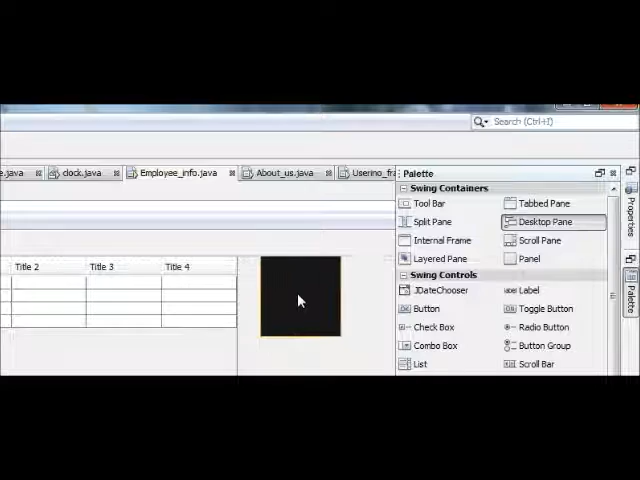 Search (Ctrl+I)
e.java clock.java Employee_info.java About_us.java Userino_fra
Palette
Swing Containers
Tool Bar Tabbed Pane
Split Pane Desktop Pane
Internal Frame Scroll Pane
Layered Pane Panel
Swing Controls
JDateChooser Label
Button Toggle Button
Check Box Radio Button
Combo Box Button Group
List Scroll Bar
Title 2 Title 3 Title 4
Properties
Palette